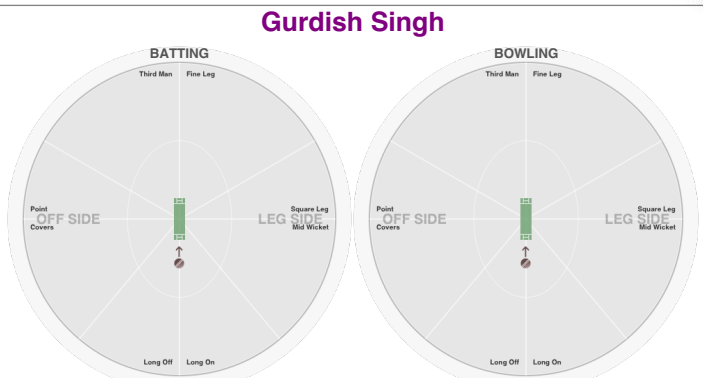 Gurdish Singh
BATTING
BOWLING
Third Man Fine Leg
Third Man Fine Leg
Point
OFF SIDE
Covers
Square Leg
LEG SIDE
Mid Wicket
Point
OFF SIDE
Covers
Square Leg
LEG SIDE
Mid Wicket
Long Off Long On
Long Off Long On